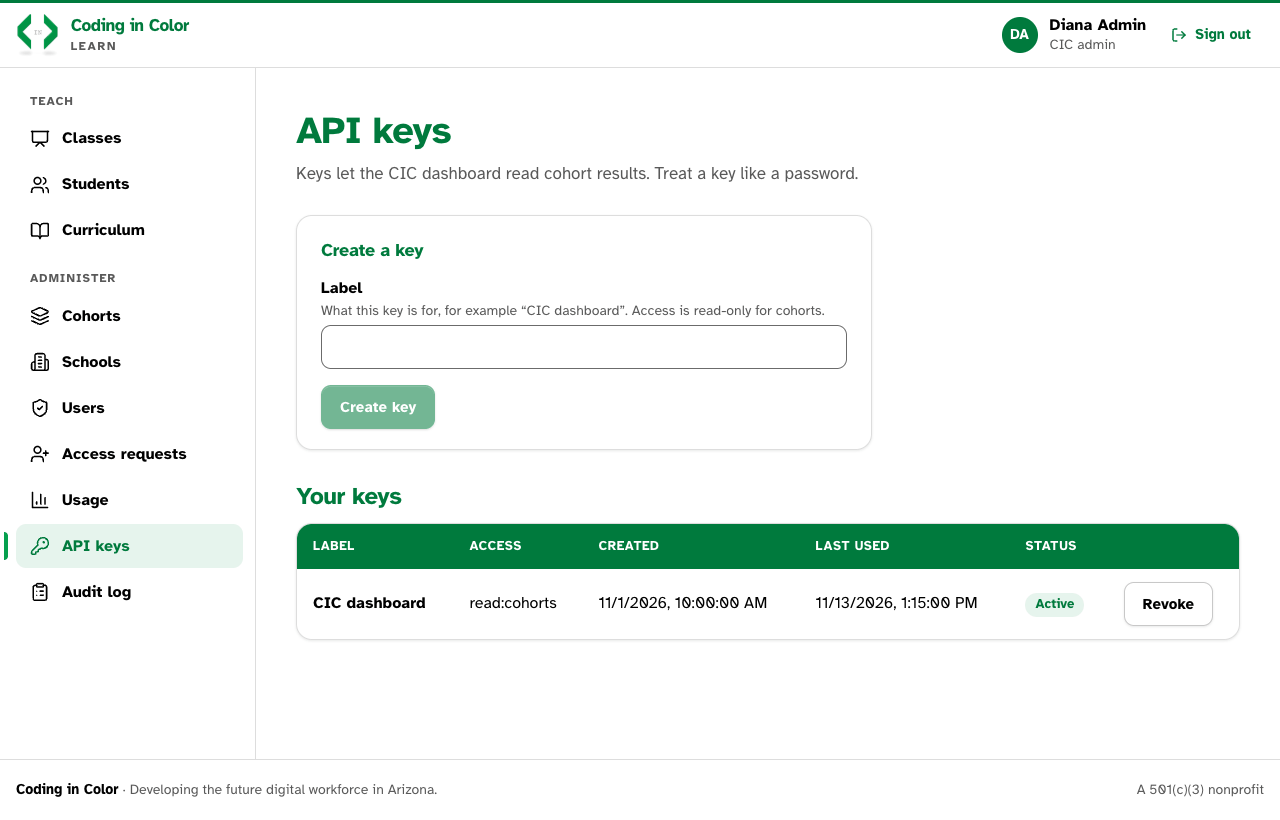 Coding in Color
LEARN
DA
Diana Admin
CIC admin
Sign out
TEACH
Classes
Students
Curriculum
ADMINISTER
Cohorts
Schools
Users
Access requests
Usage
API keys
Audit log
API keys
Keys let the CIC dashboard read cohort results. Treat a key like a password.
Create a key
Label
What this key is for, for example “CIC dashboard”. Access is read-only for cohorts.
Create key
Your keys
LABEL ACCESS CREATED LAST USED STATUS
CIC dashboard read:cohorts 11/1/2026, 10:00:00 AM 11/13/2026, 1:15:00 PM Active Revoke
Coding in Color · Developing the future digital workforce in Arizona.
A 501(c)(3) nonprofit